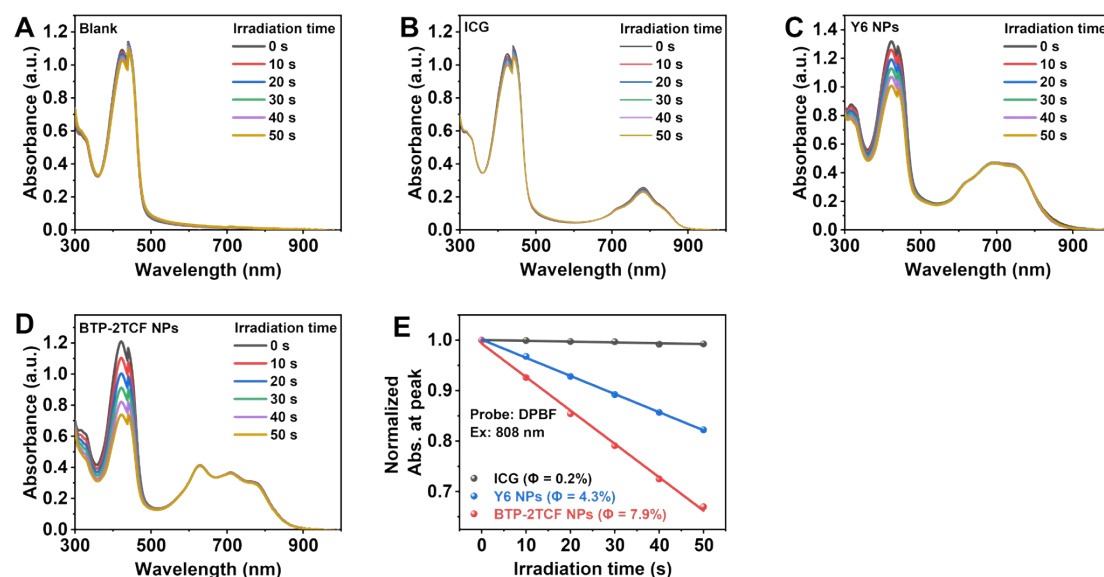 A
Blank
Irradiation time
0 s
10 s
20 s
30 s
40 s
50 s
Absorbance (a.u.)
1.2
1.0
0.8
0.6
0.4
0.2
0.0
300 500 700 900
Wavelength (nm)
B
ICG
Irradiation time
0 s
10 s
20 s
30 s
40 s
50 s
Absorbance (a.u.)
1.2
1.0
0.8
0.6
0.4
0.2
0.0
300 500 700 900
Wavelength (nm)
C
Y6 NPs
Irradiation time
0 s
10 s
20 s
30 s
40 s
50 s
Absorbance (a.u.)
1.4
1.2
1.0
0.8
0.6
0.4
0.2
0.0
300 500 700 900
Wavelength (nm)
D
BTP-2TCF NPs
Irradiation time
0 s
10 s
20 s
30 s
40 s
50 s
Absorbance (a.u.)
1.2
1.0
0.8
0.6
0.4
0.2
0.0
300 500 700 900
Wavelength (nm)
E
Normalized
Abs. at peak
1.0
0.9
0.8
0.7
Probe: DPBF
Ex: 808 nm
ICG (Φ = 0.2%)
Y6 NPs (Φ = 4.3%)
BTP-2TCF NPs (Φ = 7.9%)
0 10 20 30 40 50
Irradiation time (s)